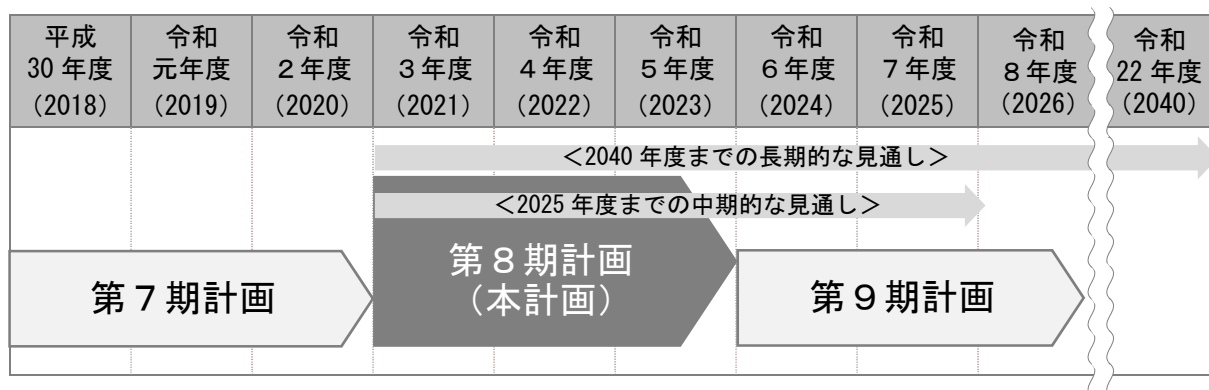 平成
30 年度
（2018）
令和
元年度
（2019）
令和
２年度
（2020）
令和
３年度
（2021）
令和
４年度
（2022）
令和
５年度
（2023）
令和
６年度
（2024）
令和
７年度
（2025）
令和
８年度
（2026）
令和
22 年度
（2040）
＜2040 年度までの長期的な見通し＞
＜2025 年度までの中期的な見通し＞
第７期計画
第８期計画
（本計画）
第９期計画